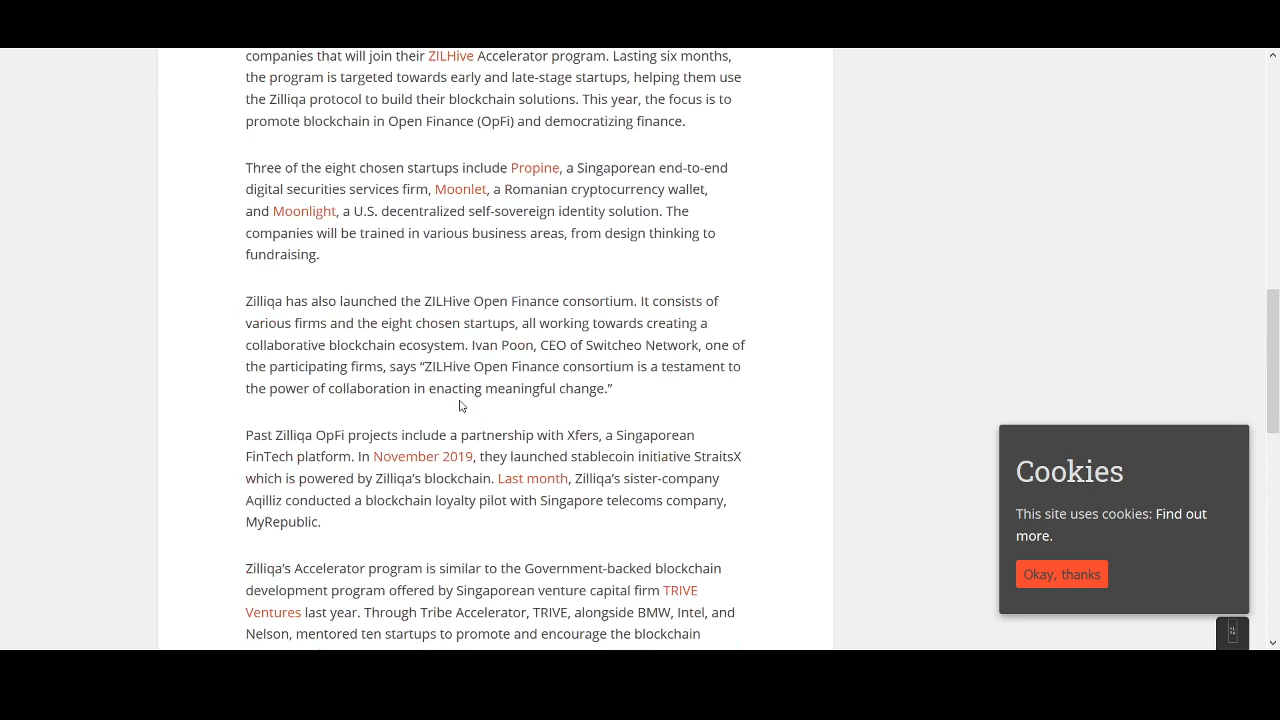 companies that will join their ZILHive Accelerator program. Lasting six months,
the program is targeted towards early and late-stage startups, helping them use
the Zilliqa protocol to build their blockchain solutions. This year, the focus is to
promote blockchain in Open Finance (OpFi) and democratizing finance.
Three of the eight chosen startups include Propine, a Singaporean end-to-end
digital securities services firm, Moonlet, a Romanian cryptocurrency wallet,
and Moonlight, a U.S. decentralized self-sovereign identity solution. The
companies will be trained in various business areas, from design thinking to
fundraising.
Zilliqa has also launched the ZILHive Open Finance consortium. It consists of
various firms and the eight chosen startups, all working towards creating a
collaborative blockchain ecosystem. Ivan Poon, CEO of Switcheo Network, one of
the participating firms, says “ZILHive Open Finance consortium is a testament to
the power of collaboration in enacting meaningful change.”
Past Zilliqa OpFi projects include a partnership with Xfers, a Singaporean
FinTech platform. In November 2019, they launched stablecoin initiative StraitsX
which is powered by Zilliqa’s blockchain. Last month, Zilliqa’s sister-company
Aqilliz conducted a blockchain loyalty pilot with Singapore telecoms company,
MyRepublic.
Zilliqa’s Accelerator program is similar to the Government-backed blockchain
development program offered by Singaporean venture capital firm TRIVE
Ventures last year. Through Tribe Accelerator, TRIVE, alongside BMW, Intel, and
Nelson, mentored ten startups to promote and encourage the blockchain
Cookies
This site uses cookies: Find out
more.
Okay, thanks